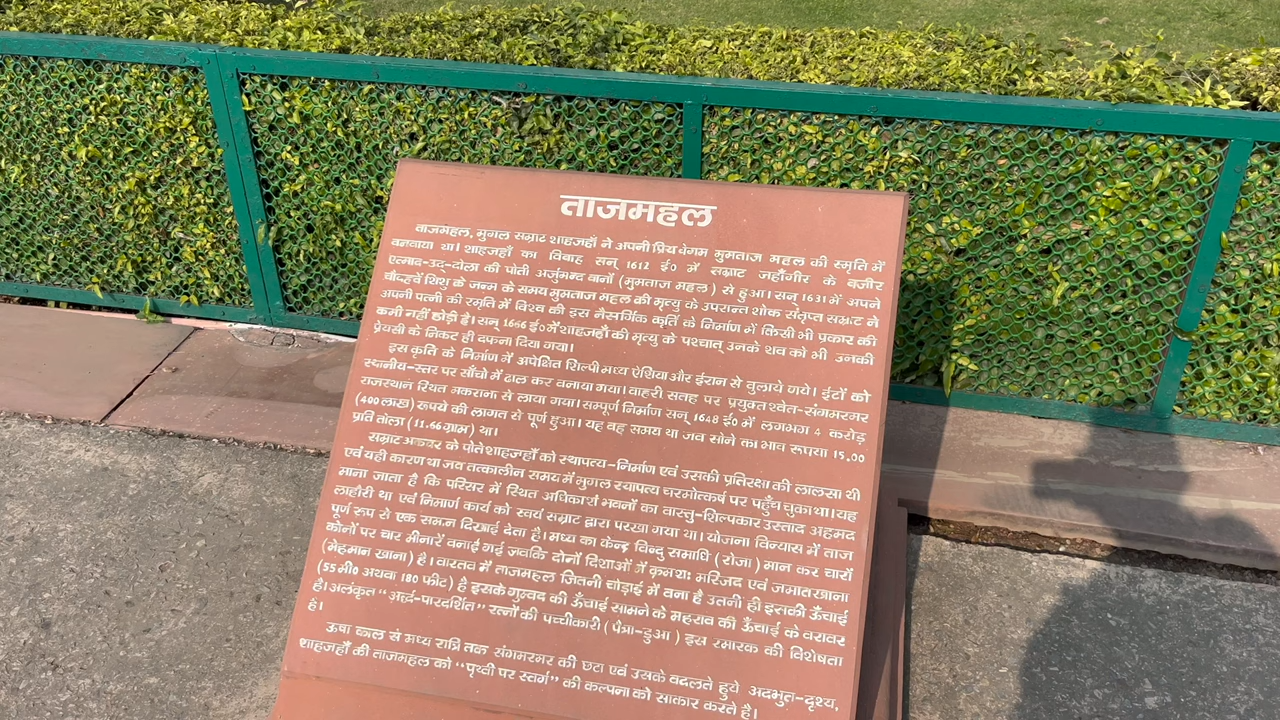 ताजमहल
ताजमहल, मुगल सम्राट शाहजहाँ ने अपनी प्रिय बेगम मुमताज महल की स्मृति में
बनवाया था। शाहजहाँ का विवाह सन् 1612 ई० में सम्राट जहाँगीर के बजीर
एत्माद-उद्-दोला की पोती अर्जुमन्द बानों (मुमताज महल) से हुआ। सन् 1631 में अपने
चौदहवें शिशु के जन्म के समय मुमताज महल की मृत्यु के उपरान्त शोक संतृप्त सम्राट ने
अपनी पत्नी की स्मृति में विश्व की इस नैसर्गिक कृति के निर्माण में किसी भी प्रकार की
कमी नहीं छोड़ी है। सन् 1666 ई० में शाहजहाँ की मृत्यु के पश्चात् उनके शव को भी उनकी
प्रेयसी के निकट ही दफना दिया गया।
इस कृति के निर्माण में अपेक्षित शिल्पी मध्य ऐशिया और ईरान से बुलाये गये। ईंटों को
स्थानीय-स्तर पर साँचो में ढाल कर बनाया गया। बाहरी सतह पर प्रयुक्त श्वेत-संगमरमर
राजस्थान स्थित मकराना से लाया गया। सम्पूर्ण निर्माण सन् 1648 ई० में लगभग 4 करोड़
(400 लाख) रूपये की लागत से पूर्ण हुआ। यह वह समय था जब सोने का भाव रूपया 15.00
प्रति तोला (11.66 ग्राम) था।
सम्राट अकबर के पोते शाहजहाँ को स्थापत्य-निर्माण एवं उसकी प्रतिरक्षा की लालसा थी
एवं यही कारण था जब तत्कालीन समय में मुगल स्थापत्य चरमोत्कर्ष पर पहुँच चुका था। यह
माना जाता है कि परिसर में स्थित अधिकाशं भवनों का वास्तु-शिल्पकार उस्ताद अहमद
लाहौरी था एवं निमार्ण कार्य को स्वयं सम्राट द्वारा परखा गया था। योजना विन्यास में ताज
पूर्ण रूप से एक समान दिखाई देता है। मध्य का केन्द्र विन्दु समाधि (रोजा) मान कर चारों
कोनों पर चार मीनारें बनाई गई जबकि दोनों दिशाओं में क्रमशः मस्जिद एवं जमातखाना
(मेहमान खाना) है। वास्तव में ताजमहल जितनी चोड़ाई में बना है उतनी ही इसकी ऊँचाई
(55 मी० अथवा 180 फीट) है इसके गुम्बद की ऊँचाई सामने के महराव की ऊँचाई के बराबर
है। अलंकृत "अर्द्ध-पारदर्शित" रत्नों की पच्चीकारी (पैत्रा-डुआ) इस स्मारक की विशेषता
है।
ऊषा काल से मध्य रात्रि तक संगमरमर की छटा एवं उसके बदलते हुये अदभुत-दृश्य,
शाहजहाँ की ताजमहल को "पृथ्वी पर स्वर्ग" की कल्पना को साकार करते है।